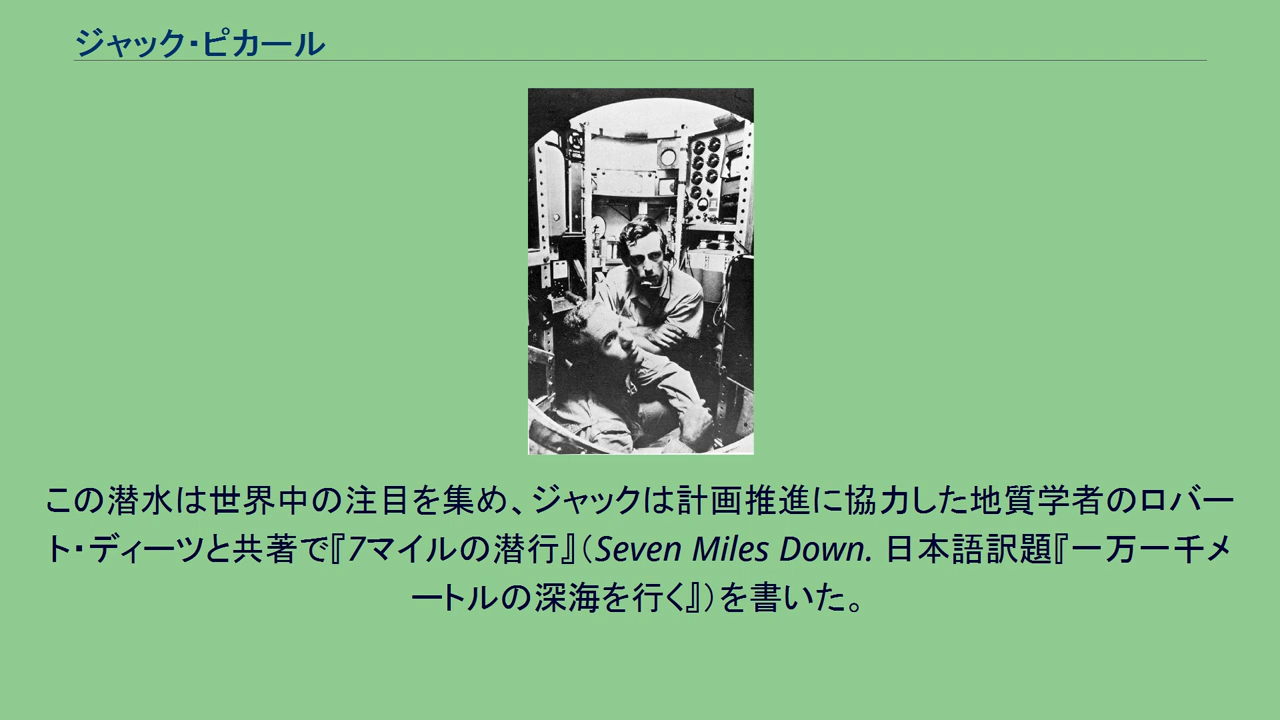 ジャック・ピカール
この潜水は世界中の注目を集め、ジャックは計画推進に協力した地質学者のロバー
ト・ディーツと共著で『7マイルの潜行』（Seven Miles Down. 日本語訳題『一万一千メ
ートルの深海を行く』）を書いた。